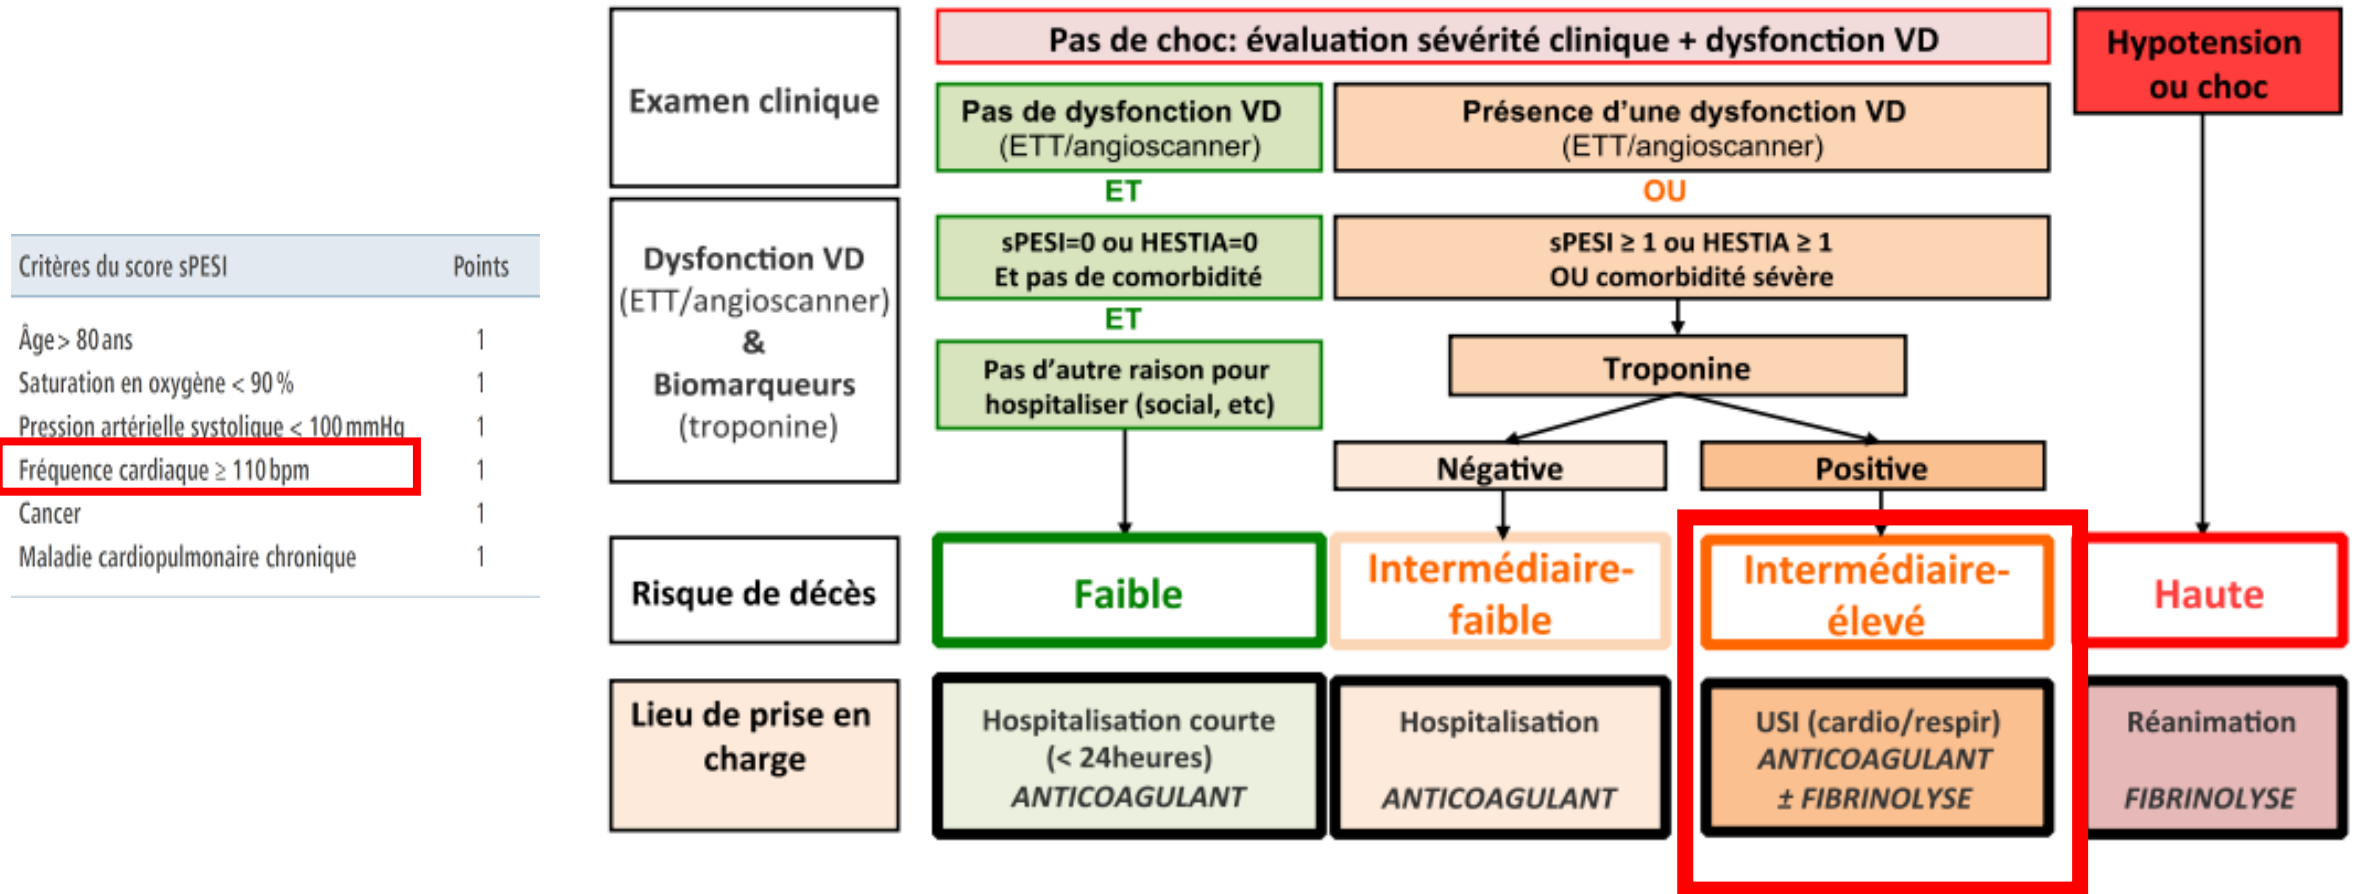 Critères du score sPESI Points
Âge > 80 ans 1
Saturation en oxygène < 90 % 1
Pression artérielle systolique < 100 mmHg 1
Fréquence cardiaque ≥ 110 bpm 1
Cancer 1
Maladie cardiopulmonaire chronique 1
Examen clinique
Pas de choc: évaluation sévérité clinique + dysfonction VD
Hypotension
ou choc
Pas de dysfonction VD
(ETT/angioscanner)
Présence d'une dysfonction VD
(ETT/angioscanner)
ET
OU
Dysfonction VD
(ETT/angioscanner)
&
Biomarqueurs
(troponine)
sPESI=0 ou HESTIA=0
Et pas de comorbidité
sPESI ≥ 1 ou HESTIA ≥ 1
OU comorbidité sévère
ET
Pas d'autre raison pour
hospitaliser (social, etc)
Troponine
Négative
Positive
Risque de décès
Faible
Intermédiaire-
faible
Intermédiaire-
élevé
Haute
Lieu de prise en
charge
Hospitalisation courte
(< 24heures)
ANTICOAGULANT
Hospitalisation
ANTICOAGULANT
USI (cardio/respir)
ANTICOAGULANT
± FIBRINOLYSE
Réanimation
FIBRINOLYSE